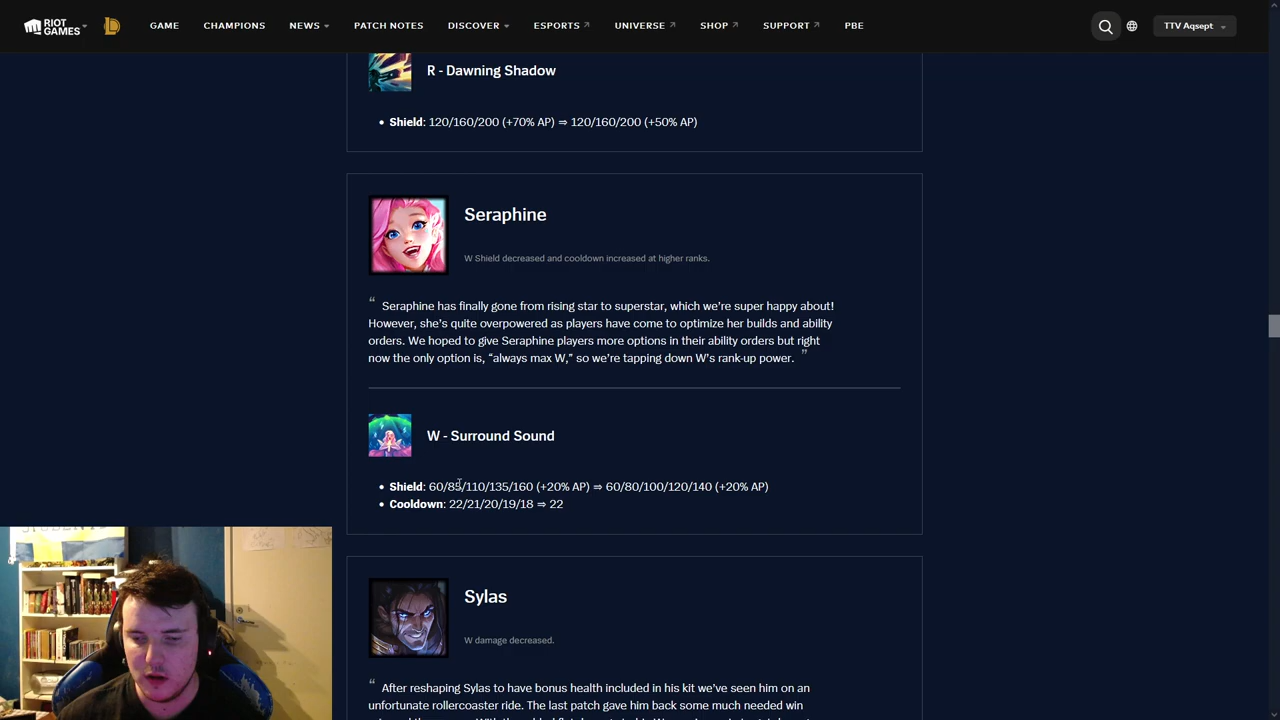 RIOT GAMES
GAME CHAMPIONS NEWS PATCH NOTES DISCOVER ESPORTS UNIVERSE SHOP SUPPORT PBE TTV Aqsept
R - Dawning Shadow
• Shield: 120/160/200 (+70% AP) ⇒ 120/160/200 (+50% AP)
Seraphine
W Shield decreased and cooldown increased at higher ranks.
“ Seraphine has finally gone from rising star to superstar, which we’re super happy about!
However, she’s quite overpowered as players have come to optimize her builds and ability
orders. We hoped to give Seraphine players more options in their ability orders but right
now the only option is, “always max W,” so we’re tapping down W’s rank-up power. ”
W - Surround Sound
• Shield: 60/85/110/135/160 (+20% AP) ⇒ 60/80/100/120/140 (+20% AP)
• Cooldown: 22/21/20/19/18 ⇒ 22
Sylas
W damage decreased.
“ After reshaping Sylas to have bonus health included in his kit we’ve seen him on an
unfortunate rollercoaster ride. The last patch gave him back some much needed win